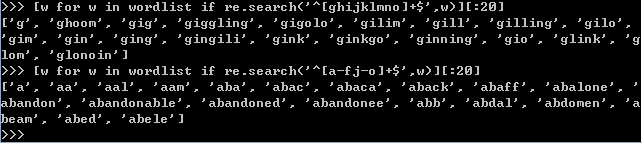 >>> [w for w in wordlist if re.search('^[ghijklmno]+$',w)][:20]
['g', 'ghoom', 'gig', 'giggling', 'gigolo', 'gilim', 'gill', 'gilling', 'gilo',
'gim', 'gin', 'ging', 'gingili', 'gink', 'ginkgo', 'ginning', 'gio', 'glink', 'g
lom', 'glonoin']
>>> [w for w in wordlist if re.search('^[a-fj-o]+$',w)][:20]
['a', 'aa', 'aal', 'aam', 'aba', 'abac', 'abaca', 'aback', 'abaff', 'abalone', '
abandon', 'abandonable', 'abandoned', 'abandonee', 'abb', 'abdal', 'abdomen', 'a
beam', 'abed', 'abele']
>>>